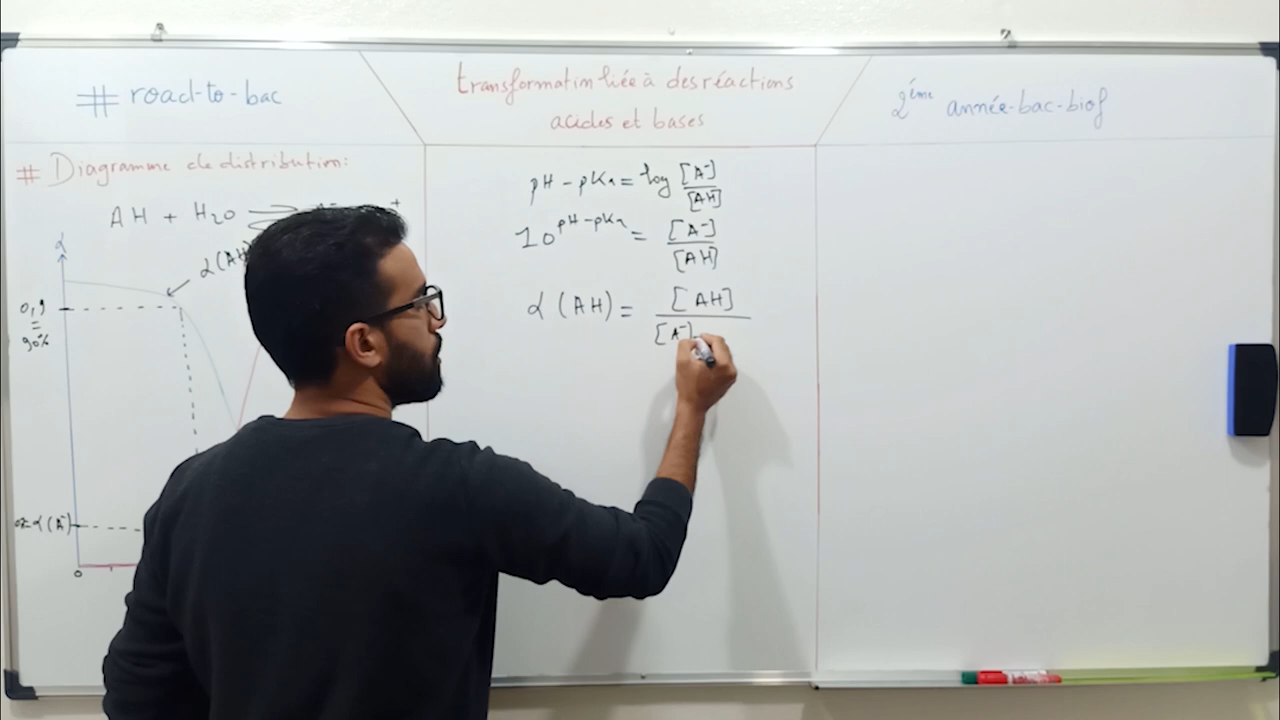 # road-to-bac
transformation liée à des réactions
acides et bases
2ème année-bac-biof
# Diagramme de distribution:
AH + H2O
α
α(AH
0,9
=
90%
α(A-)
0
pH - pKA = log [A-]/[AH]
10^pH-pKA = [A-]/[AH]
α (AH) = [AH]/[A-]